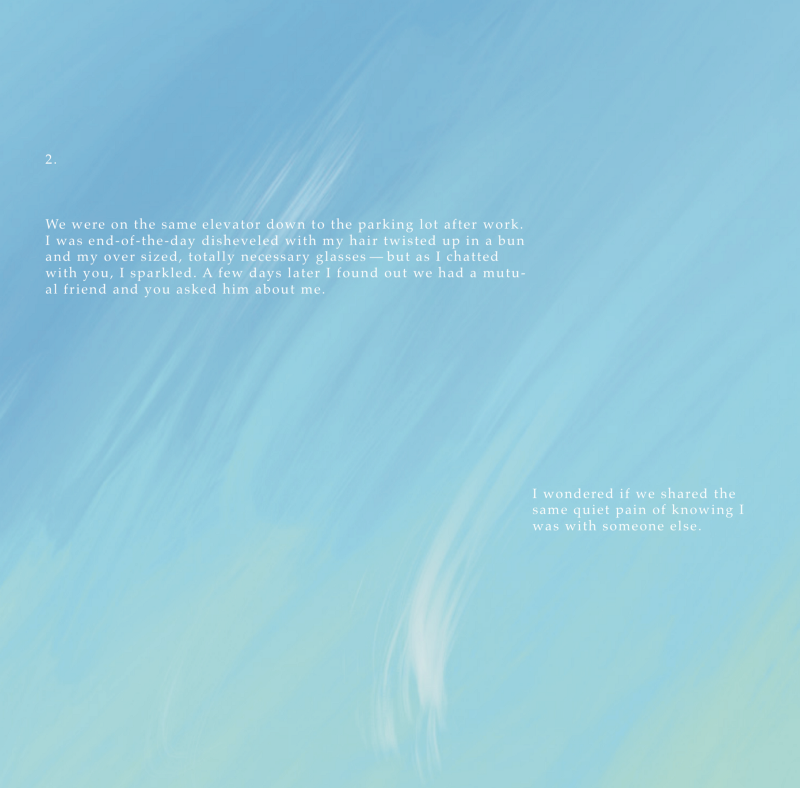 2.
We were on the same elevator down to the parking lot after work.
I was end-of-the-day disheveled with my hair twisted up in a bun
and my over sized, totally necessary glasses — but as I chatted
with you, I sparkled. A few days later I found out we had a mutu-
al friend and you asked him about me.
I wondered if we shared the
same quiet pain of knowing I
was with someone else.